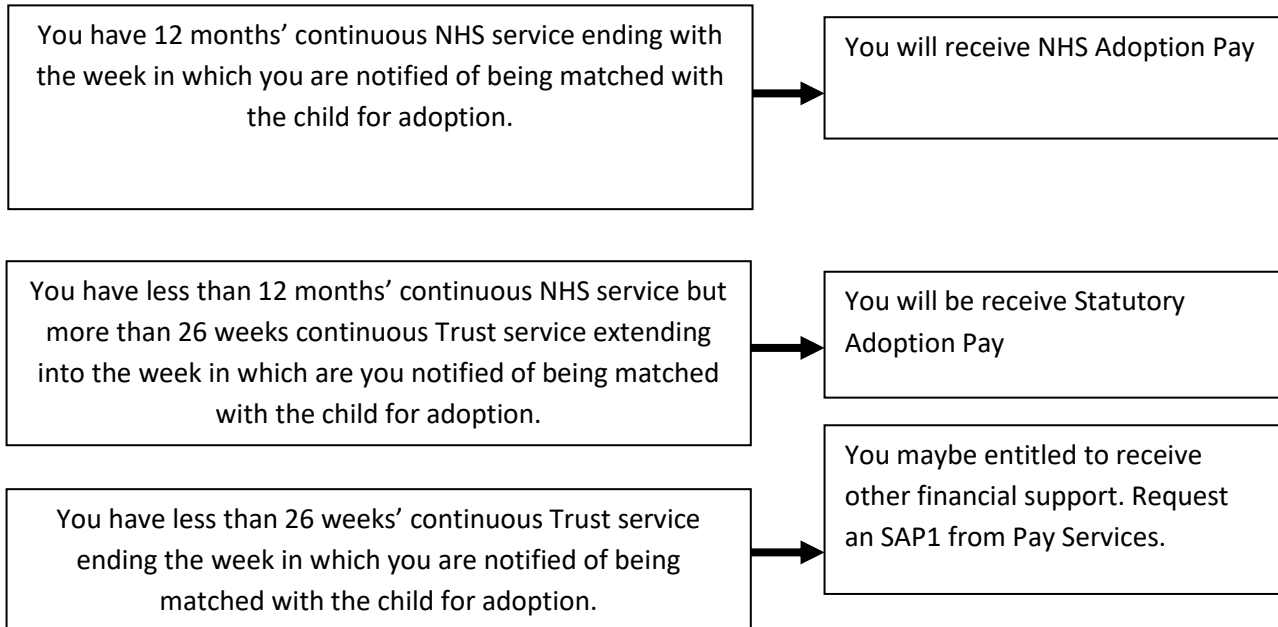 You have 12 months’ continuous NHS service ending with
the week in which you are notified of being matched with
the child for adoption.
You will receive NHS Adoption Pay
You have less than 12 months’ continuous NHS service but
more than 26 weeks continuous Trust service extending
into the week in which are you notified of being matched
with the child for adoption.
You will be receive Statutory
Adoption Pay
You have less than 26 weeks’ continuous Trust service
ending the week in which you are notified of being
matched with the child for adoption.
You maybe entitled to receive
other financial support. Request
an SAP1 from Pay Services.